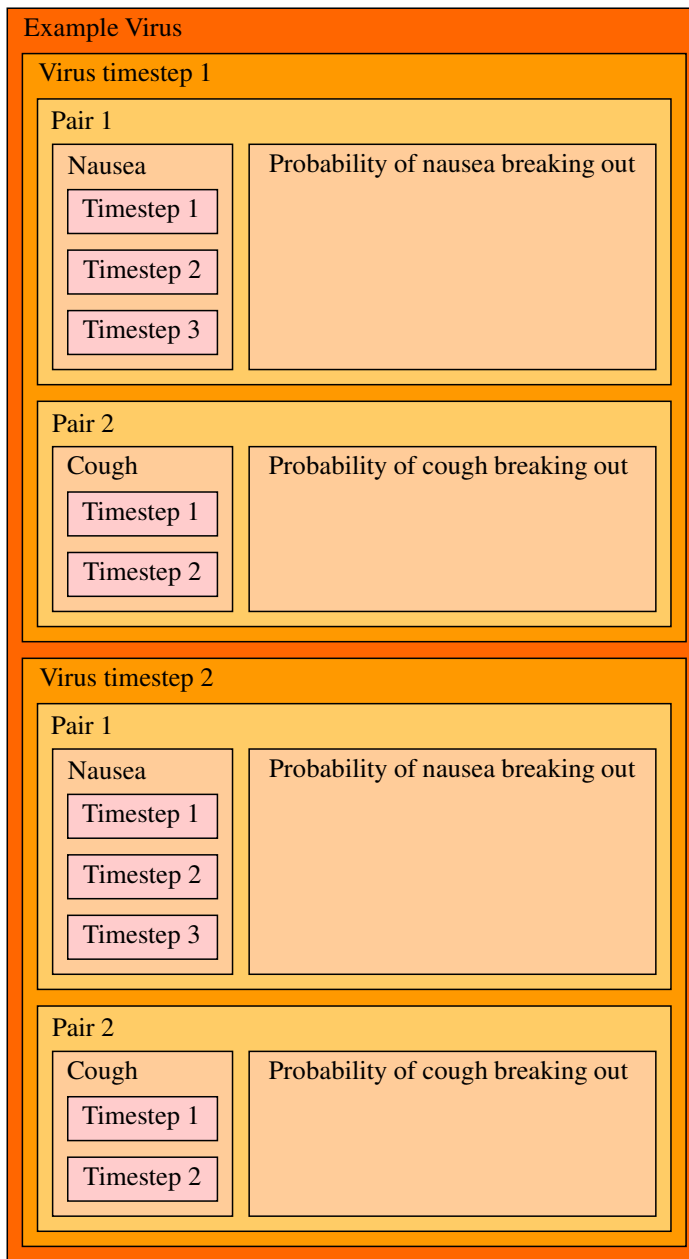 Example Virus
Virus timestep 1
Pair 1
Nausea
Timestep 1
Timestep 2
Timestep 3
Probability of nausea breaking out
Pair 2
Cough
Timestep 1
Timestep 2
Probability of cough breaking out
Virus timestep 2
Pair 1
Nausea
Timestep 1
Timestep 2
Timestep 3
Probability of nausea breaking out
Pair 2
Cough
Timestep 1
Timestep 2
Probability of cough breaking out